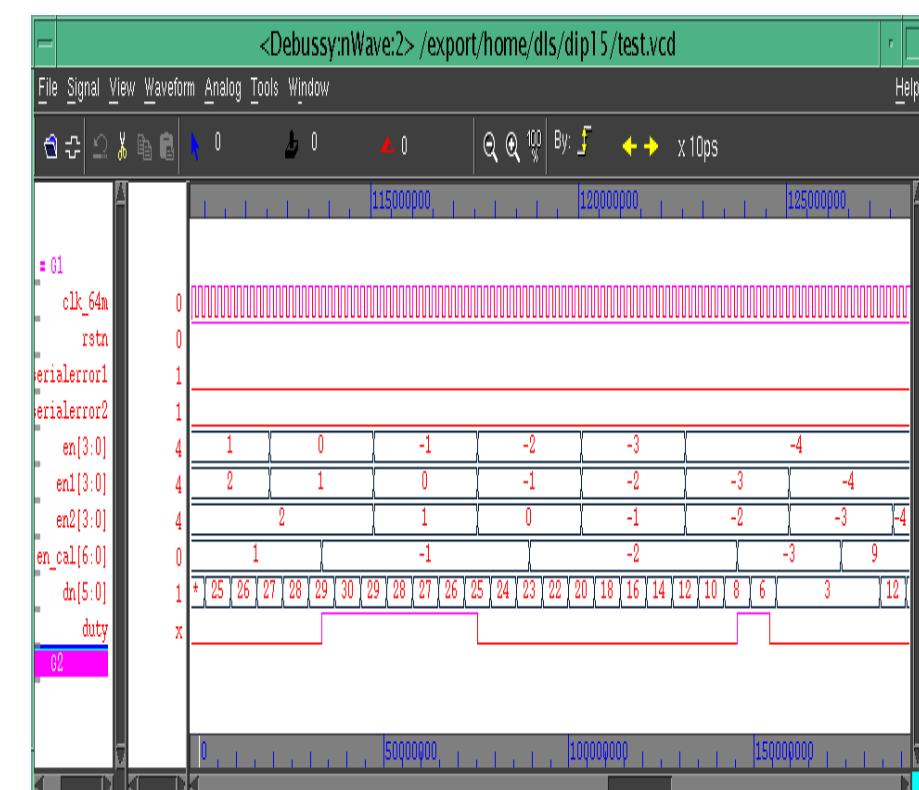 <Debussy:nWave:2> /export/home/dls/dip15/test.vcd
File Signal View Waveform Analog Tools Window Help
0 0 0 100 % By: x 10ps
115000000 120000000 125000000
= G1
clk_64m 0
rstn 0
erialerror1 1
erialerror2 1
en[3:0] 4 1 0 -1 -2 -3 -4
en1[3:0] 4 2 1 0 -1 -2 -3 -4
en2[3:0] 4 2 1 0 -1 -2 -3 -4
en_cal[6:0] 0 1 -1 -2 -3 9
dn[5:0] 1 * 25 26 27 28 29 30 29 28 27 26 25 24 23 22 20 18 16 14 12 10 8 6 3 12
duty x
G2
0 50000000 100000000 150000000